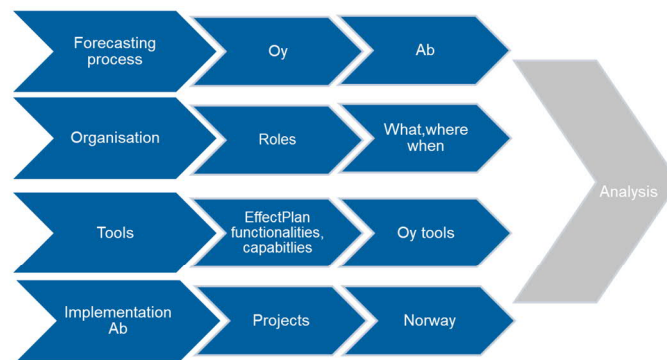 Forecasting
process
Oy
Ab
Organisation
Roles
What,where
when
Tools
EffectPlan
functionalities,
capabitlies
Oy tools
Analysis
Implementation
Ab
Projects
Norway